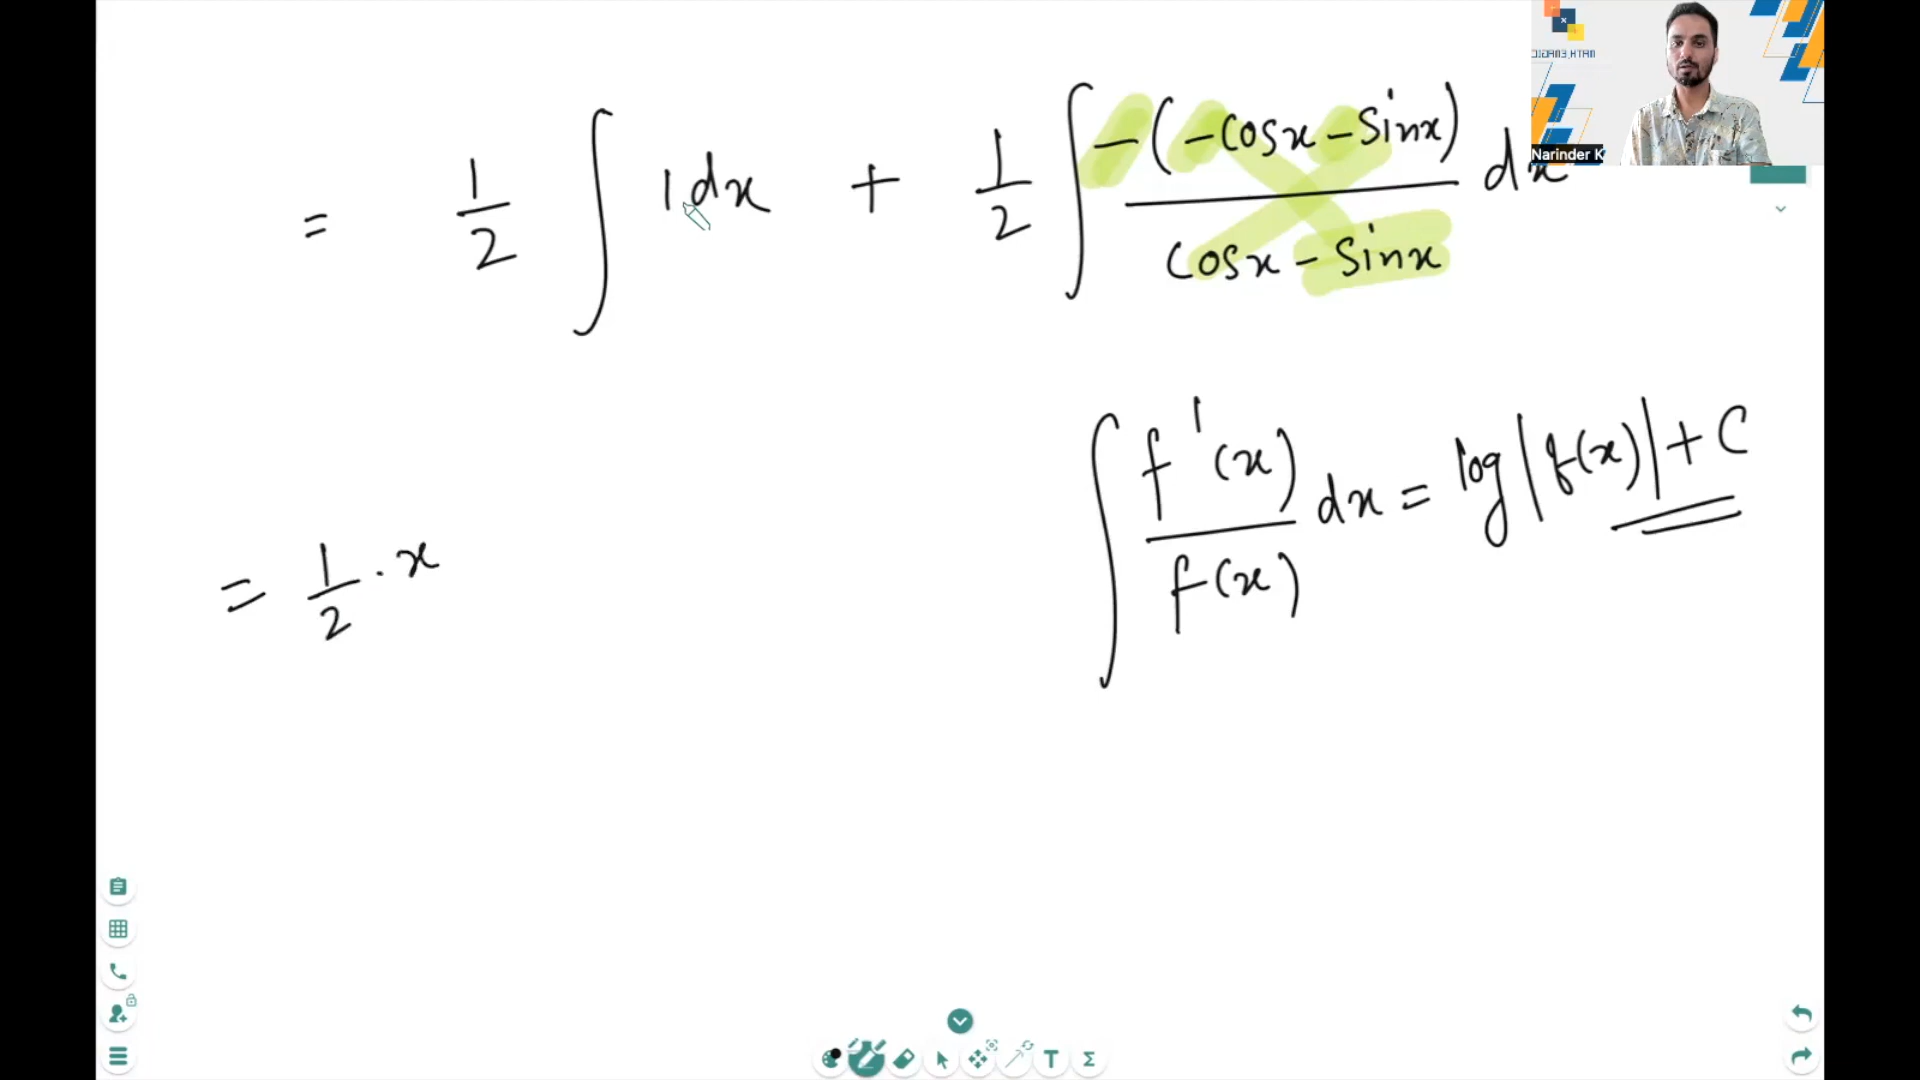 = 1/2 ∫ 1 dx + 1/2 ∫ -(-cosx - sinx)/(cosx - sinx) dx
Narinder K
∫ f'(x)/f(x) dx = log|f(x)| + C
= 1/2 · x
T Σ